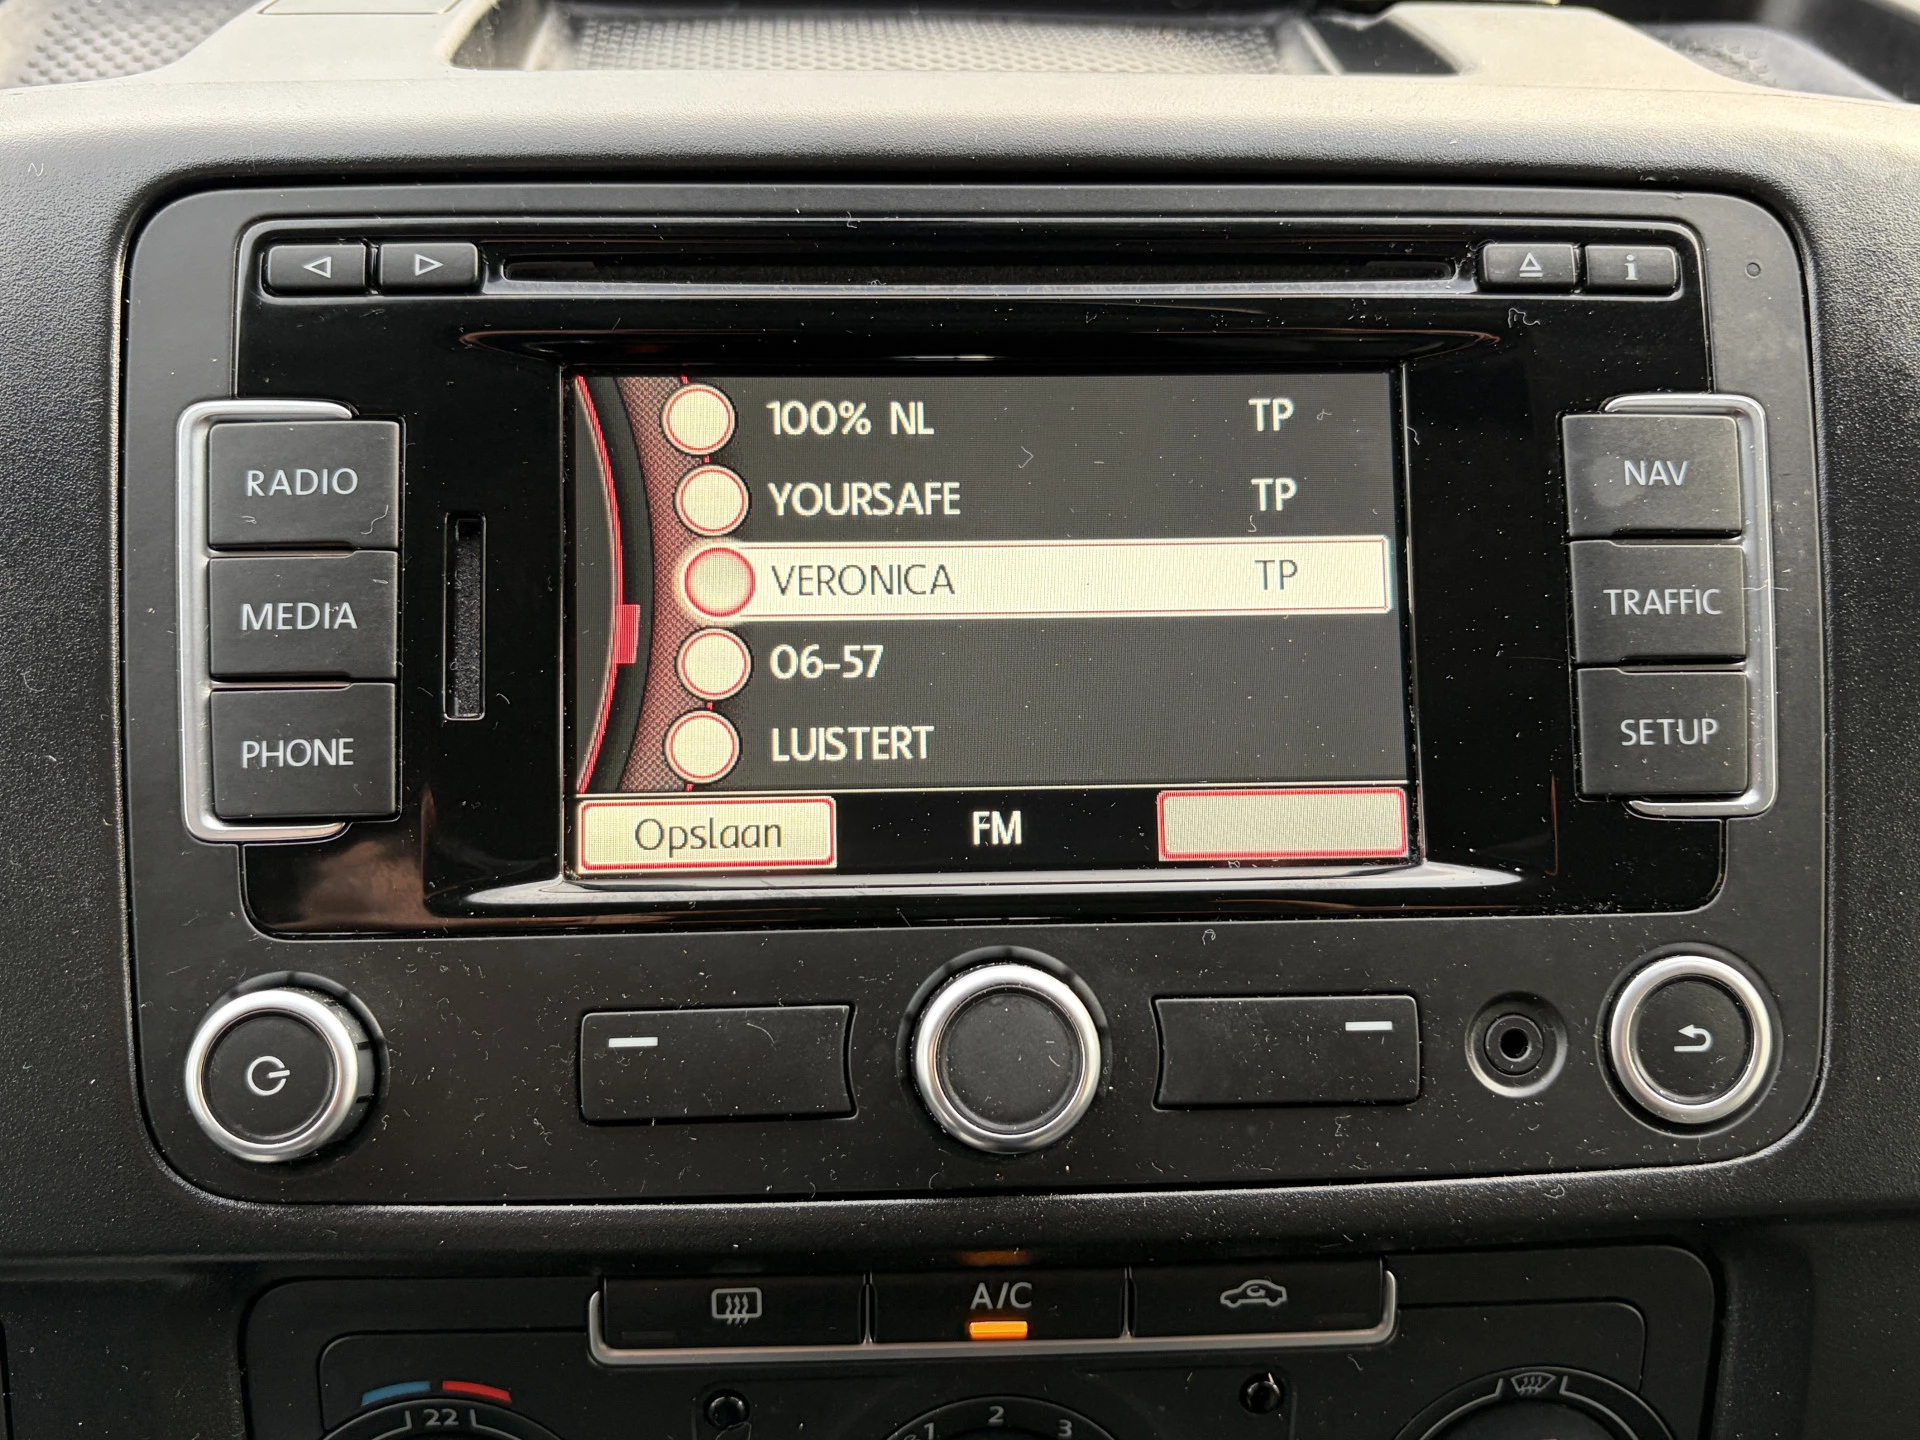 100% NL TP
YOURSAFE TP
VERONICA TP
06-57
LUISTERT
Opslaan FM
RADIO
MEDIA
PHONE
NAV
TRAFFIC
SETUP
i
A/C
22
1 2 3